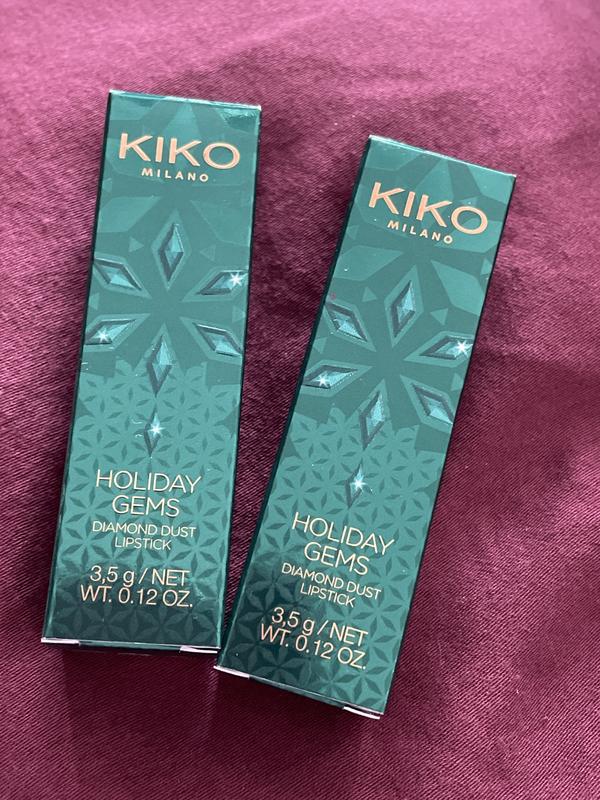 KIKO
MILANO
HOLIDAY
GEMS
DIAMOND DUST
LIPSTICK
3,5 g / NET
WT. 0.12 OZ.
KIKO
MILANO
HOLIDAY
GEMS
DIAMOND DUST
LIPSTICK
3,5 g / NET
WT. 0.12 OZ.